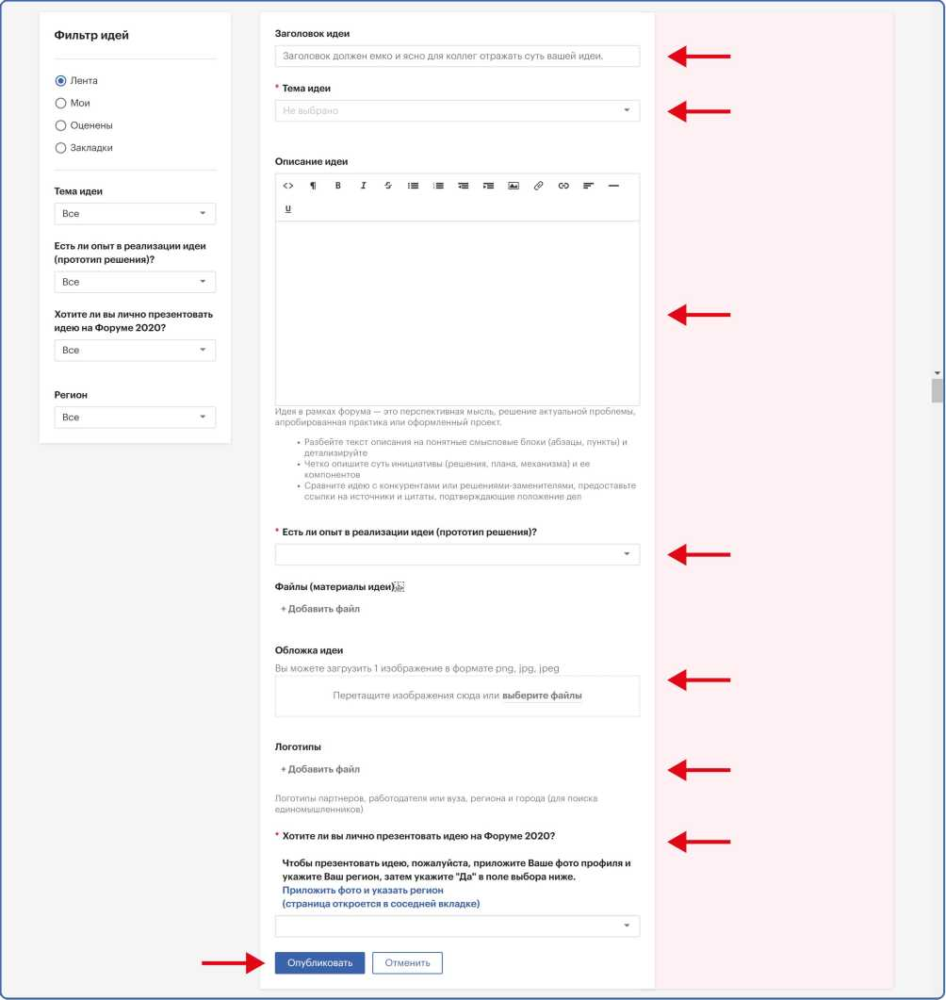 Фильтр идей
Лента
Мои
Оценены
Закладки
Тема идеи
Все
Есть ли опыт в реализации идеи
(прототип решения)?
Все
Хотите ли вы лично презентовать
идею на Форуме 2020?
Все
Регион
Все
Заголовок идеи
Заголовок должен емко и ясно для коллег отражать суть вашей идеи.
* Тема идеи
Не выбрано
Описание идеи
Идея в рамках форума — это перспективная мысль, решение актуальной проблемы,
апробированная практика или оформленный проект.
• Разбейте текст описания на понятные смысловые блоки (абзацы, пункты) и
детализируйте
• Четко опишите суть инициативы (решения, плана, механизма) и ее
компонентов
• Сравните идею с конкурентами или решениями-заменителями, предоставьте
ссылки на источники и цитаты, подтверждающие положение дел
* Есть ли опыт в реализации идеи (прототип решения)?
Файлы (материалы идеи)
+ Добавить файл
Обложка идеи
Вы можете загрузить 1 изображение в формате png, jpg, jpeg
Перетащите изображения сюда или выберите файлы
Логотипы
+ Добавить файл
Логотипы партнеров, работодателя или вуза, региона и города (для поиска
единомышленников)
* Хотите ли вы лично презентовать идею на Форуме 2020?
Чтобы презентовать идею, пожалуйста, приложите Ваше фото профиля и
укажите Ваш регион, затем укажите "Да" в поле выбора ниже.
Приложить фото и указать регион
(страница откроется в соседней вкладке)
Опубликовать Отменить